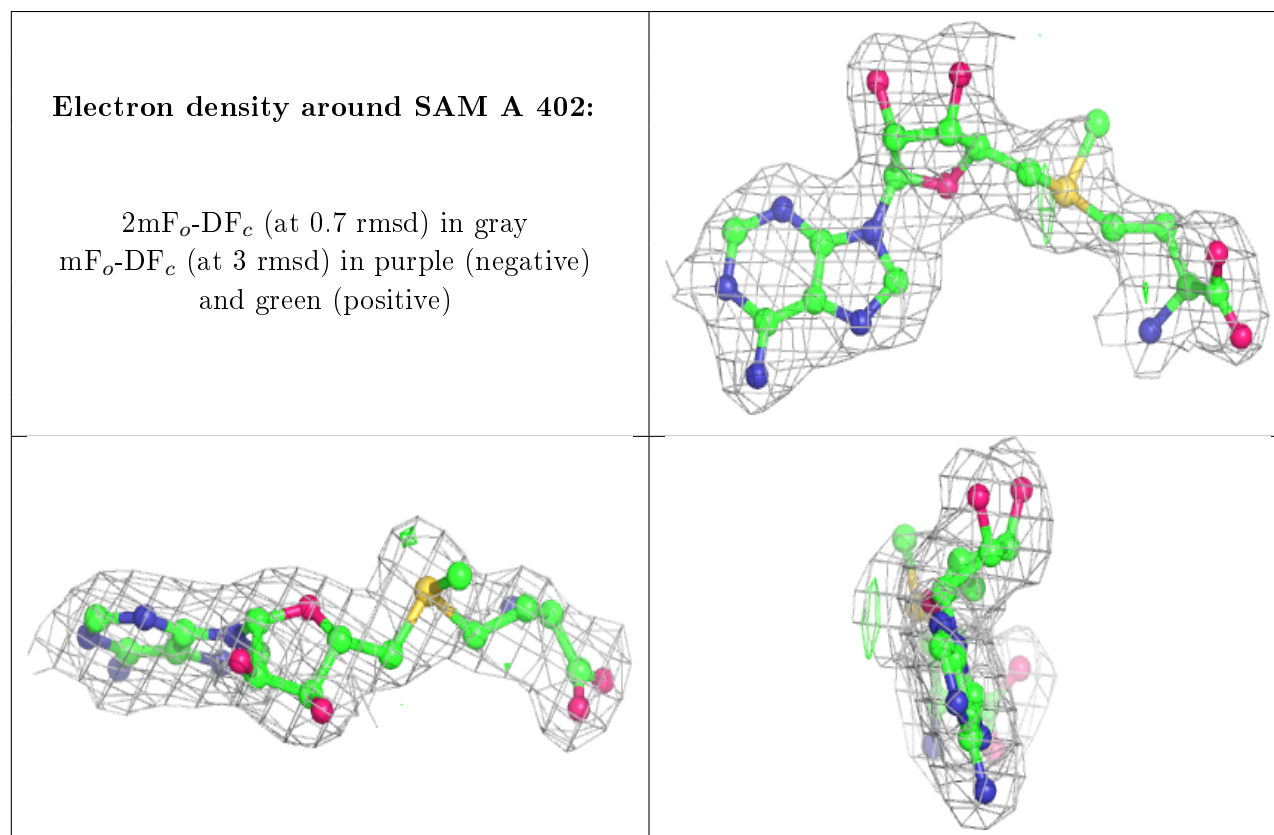 Electron density around SAM A 402:
2mFo-DFc (at 0.7 rmsd) in gray
mFo-DFc (at 3 rmsd) in purple (negative)
and green (positive)